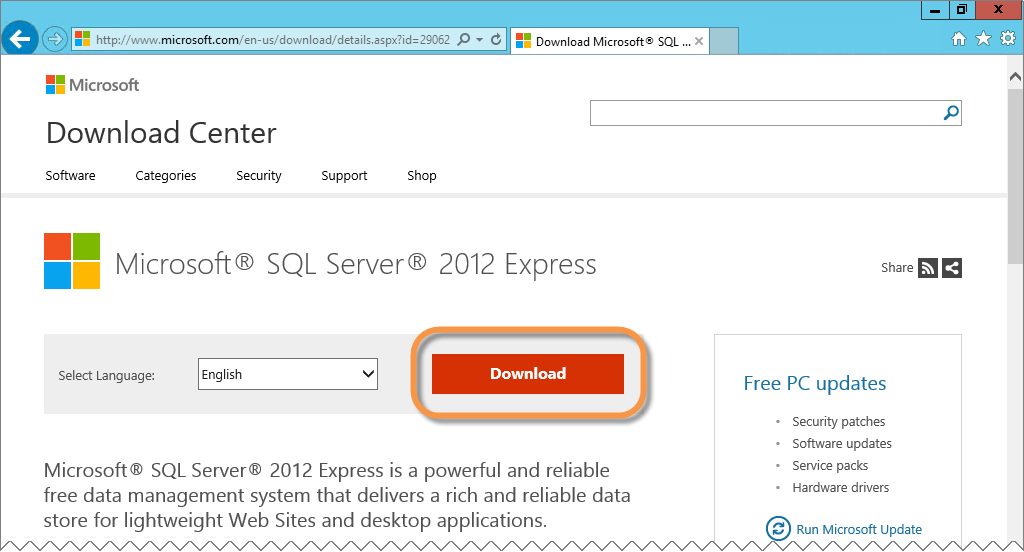 http://www.microsoft.com/en-us/download/details.aspx?id=29062
Download Microsoft® SQL ...
Microsoft
Download Center
Software Categories Security Support Shop
Microsoft® SQL Server® 2012 Express
Share
Select Language:
English
Download
Free PC updates
• Security patches
• Software updates
• Service packs
• Hardware drivers
Run Microsoft Update
Microsoft® SQL Server® 2012 Express is a powerful and reliable
free data management system that delivers a rich and reliable data
store for lightweight Web Sites and desktop applications.